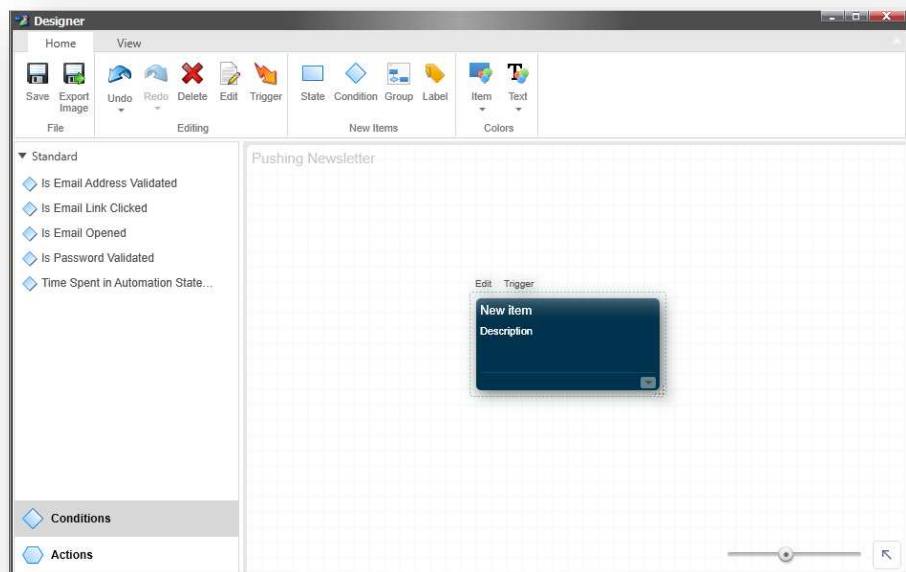 Designer
Home View
Save Export Image Undo Redo Delete Edit Trigger State Condition Group Label Item Text
File Editing New Items Colors
Standard
Is Email Address Validated
Is Email Link Clicked
Is Email Opened
Is Password Validated
Time Spent in Automation State...
Pushing Newsletter
Edit Trigger
New item
Description
Conditions
Actions